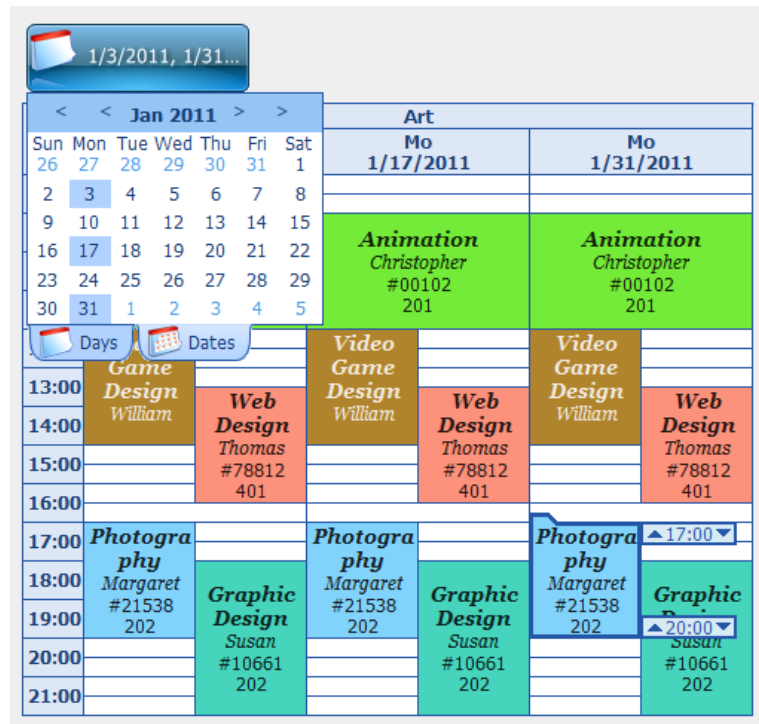 1/3/2011, 1/31...
< < Jan 2011 > >
Sun Mon Tue Wed Thu Fri Sat
26 27 28 29 30 31 1
2 3 4 5 6 7 8
9 10 11 12 13 14 15
16 17 18 19 20 21 22
23 24 25 26 27 28 29
30 31 1 2 3 4 5
Days Dates
Art
Mo
1/17/2011
Mo
1/31/2011
Animation
Christopher
#00102
201
Animation
Christopher
#00102
201
13:00
14:00
15:00
16:00
17:00
18:00
19:00
20:00
21:00
Game
Design
William
Web
Design
Thomas
#78812
401
Photogra
phy
Margaret
#21538
202
Graphic
Design
Susan
#10661
202
Video
Game
Design
William
Web
Design
Thomas
#78812
401
Photogra
phy
Margaret
#21538
202
Graphic
Design
Susan
#10661
202
Video
Game
Design
William
Web
Design
Thomas
#78812
401
Photogra
phy
Margaret
#21538
202
17:00
20:00
Graphic
Design
Susan
#10661
202